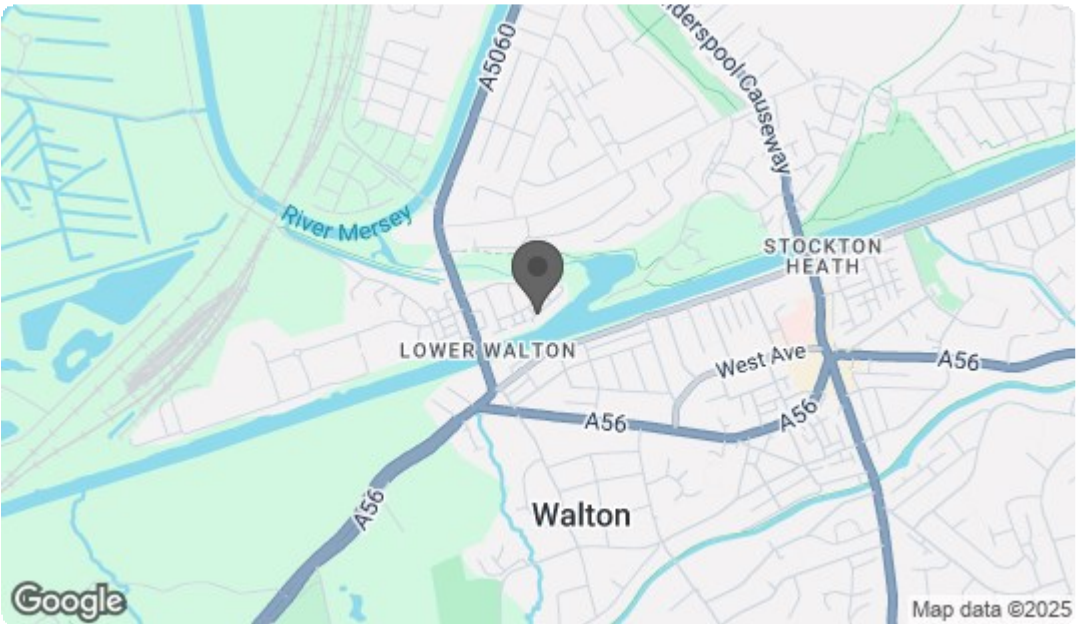 A5060
nderspool Causeway
River Mersey
STOCKTON
HEATH
LOWER WALTON
West Ave
A56
A56
A56
A56
Walton
Google
Map data ©2025